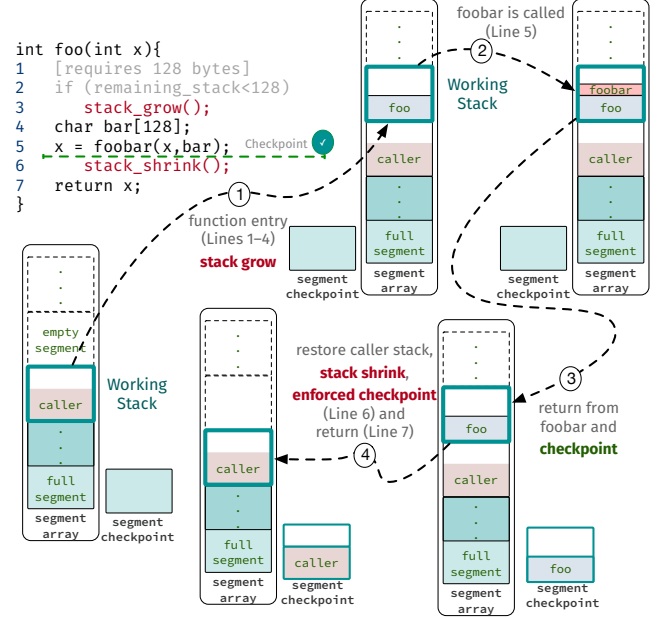 int foo(int x){
1 [requires 128 bytes]
2 if (remaining_stack<128)
3 stack_grow();
4 char bar[128];
5 x = foobar(x,bar);
Checkpoint ✓
6 stack_shrink();
7 return x;
}
1
function entry
(Lines 1–4)
stack grow
foobar is called
(Line 5)
2
Working
Stack
foo
caller
full
segment
segment
array
segment
checkpoint
foobar
foo
caller
full
segment
segment
array
segment
checkpoint
empty
segment
caller
Working
Stack
full
segment
segment
array
segment
checkpoint
restore caller stack,
stack shrink,
enforced checkpoint
(Line 6) and
return (Line 7)
4
caller
full
segment
segment
array
caller
segment
checkpoint
3
return from
foobar and
checkpoint
foo
caller
full
segment
segment
array
foo
segment
checkpoint